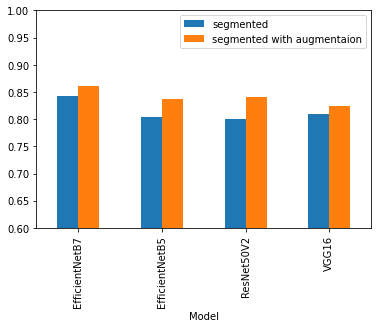 1.00
0.95
0.90
0.85
0.80
0.75
0.70
0.65
0.60
segmented
segmented with augmentaion
EfficientNetB7
EfficientNetB5
ResNet50V2
VGG16
Model